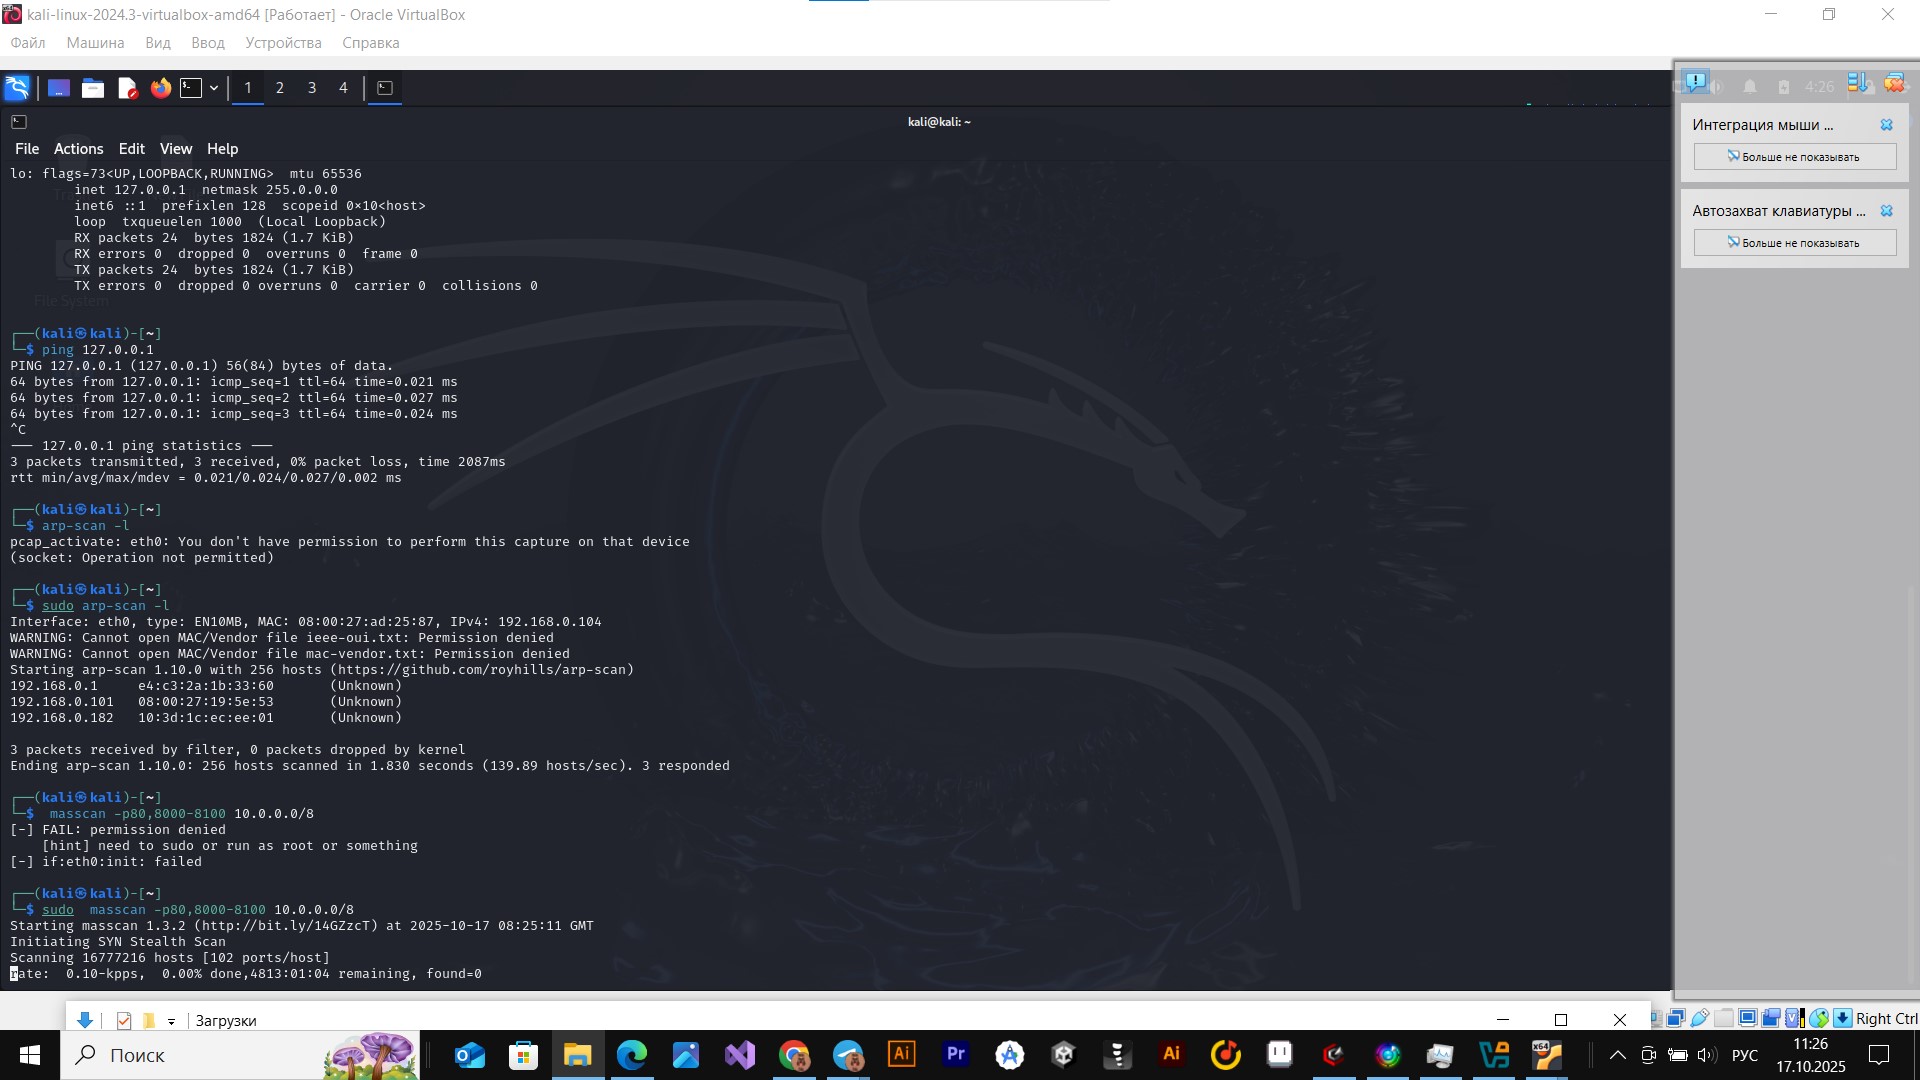 kali-linux-2024.3-virtualbox-amd64 [Работает] - Oracle VirtualBox
Файл Машина Вид Ввод Устройства Справка
1 2 3 4
4:26
kali@kali: ~
File Actions Edit View Help
lo: flags=73<UP,LOOPBACK,RUNNING>  mtu 65536
        inet 127.0.0.1  netmask 255.0.0.0
        inet6 ::1  prefixlen 128  scopeid 0×10<host>
        loop  txqueuelen 1000  (Local Loopback)
        RX packets 24  bytes 1824 (1.7 KiB)
        RX errors 0  dropped 0  overruns 0  frame 0
        TX packets 24  bytes 1824 (1.7 KiB)
        TX errors 0  dropped 0 overruns 0  carrier 0  collisions 0
File System
┌──(kali㉿kali)-[~]
└─$ ping 127.0.0.1
PING 127.0.0.1 (127.0.0.1) 56(84) bytes of data.
64 bytes from 127.0.0.1: icmp_seq=1 ttl=64 time=0.021 ms
64 bytes from 127.0.0.1: icmp_seq=2 ttl=64 time=0.027 ms
64 bytes from 127.0.0.1: icmp_seq=3 ttl=64 time=0.024 ms
^C
─── 127.0.0.1 ping statistics ───
3 packets transmitted, 3 received, 0% packet loss, time 2087ms
rtt min/avg/max/mdev = 0.021/0.024/0.027/0.002 ms
┌──(kali㉿kali)-[~]
└─$ arp-scan -l
pcap_activate: eth0: You don't have permission to perform this capture on that device
(socket: Operation not permitted)
┌──(kali㉿kali)-[~]
└─$ sudo arp-scan -l
Interface: eth0, type: EN10MB, MAC: 08:00:27:ad:25:87, IPv4: 192.168.0.104
WARNING: Cannot open MAC/Vendor file ieee-oui.txt: Permission denied
WARNING: Cannot open MAC/Vendor file mac-vendor.txt: Permission denied
Starting arp-scan 1.10.0 with 256 hosts (https://github.com/royhills/arp-scan)
192.168.0.1     e4:c3:2a:1b:33:60       (Unknown)
192.168.0.101   08:00:27:19:5e:53       (Unknown)
192.168.0.182   10:3d:1c:ec:ee:01       (Unknown)
3 packets received by filter, 0 packets dropped by kernel
Ending arp-scan 1.10.0: 256 hosts scanned in 1.830 seconds (139.89 hosts/sec). 3 responded
┌──(kali㉿kali)-[~]
└─$  masscan -p80,8000-8100 10.0.0.0/8
[-] FAIL: permission denied
    [hint] need to sudo or run as root or something
[-] if:eth0:init: failed
┌──(kali㉿kali)-[~]
└─$ sudo  masscan -p80,8000-8100 10.0.0.0/8
Starting masscan 1.3.2 (http://bit.ly/14GZzcT) at 2025-10-17 08:25:11 GMT
Initiating SYN Stealth Scan
Scanning 16777216 hosts [102 ports/host]
rate:  0.10-kpps,  0.00% done,4813:01:04 remaining, found=0
Интеграция мыши ...
Больше не показывать
Автозахват клавиатуры ...
Больше не показывать
Загрузки
Right Ctrl
Поиск
РУС
11:26
17.10.2025